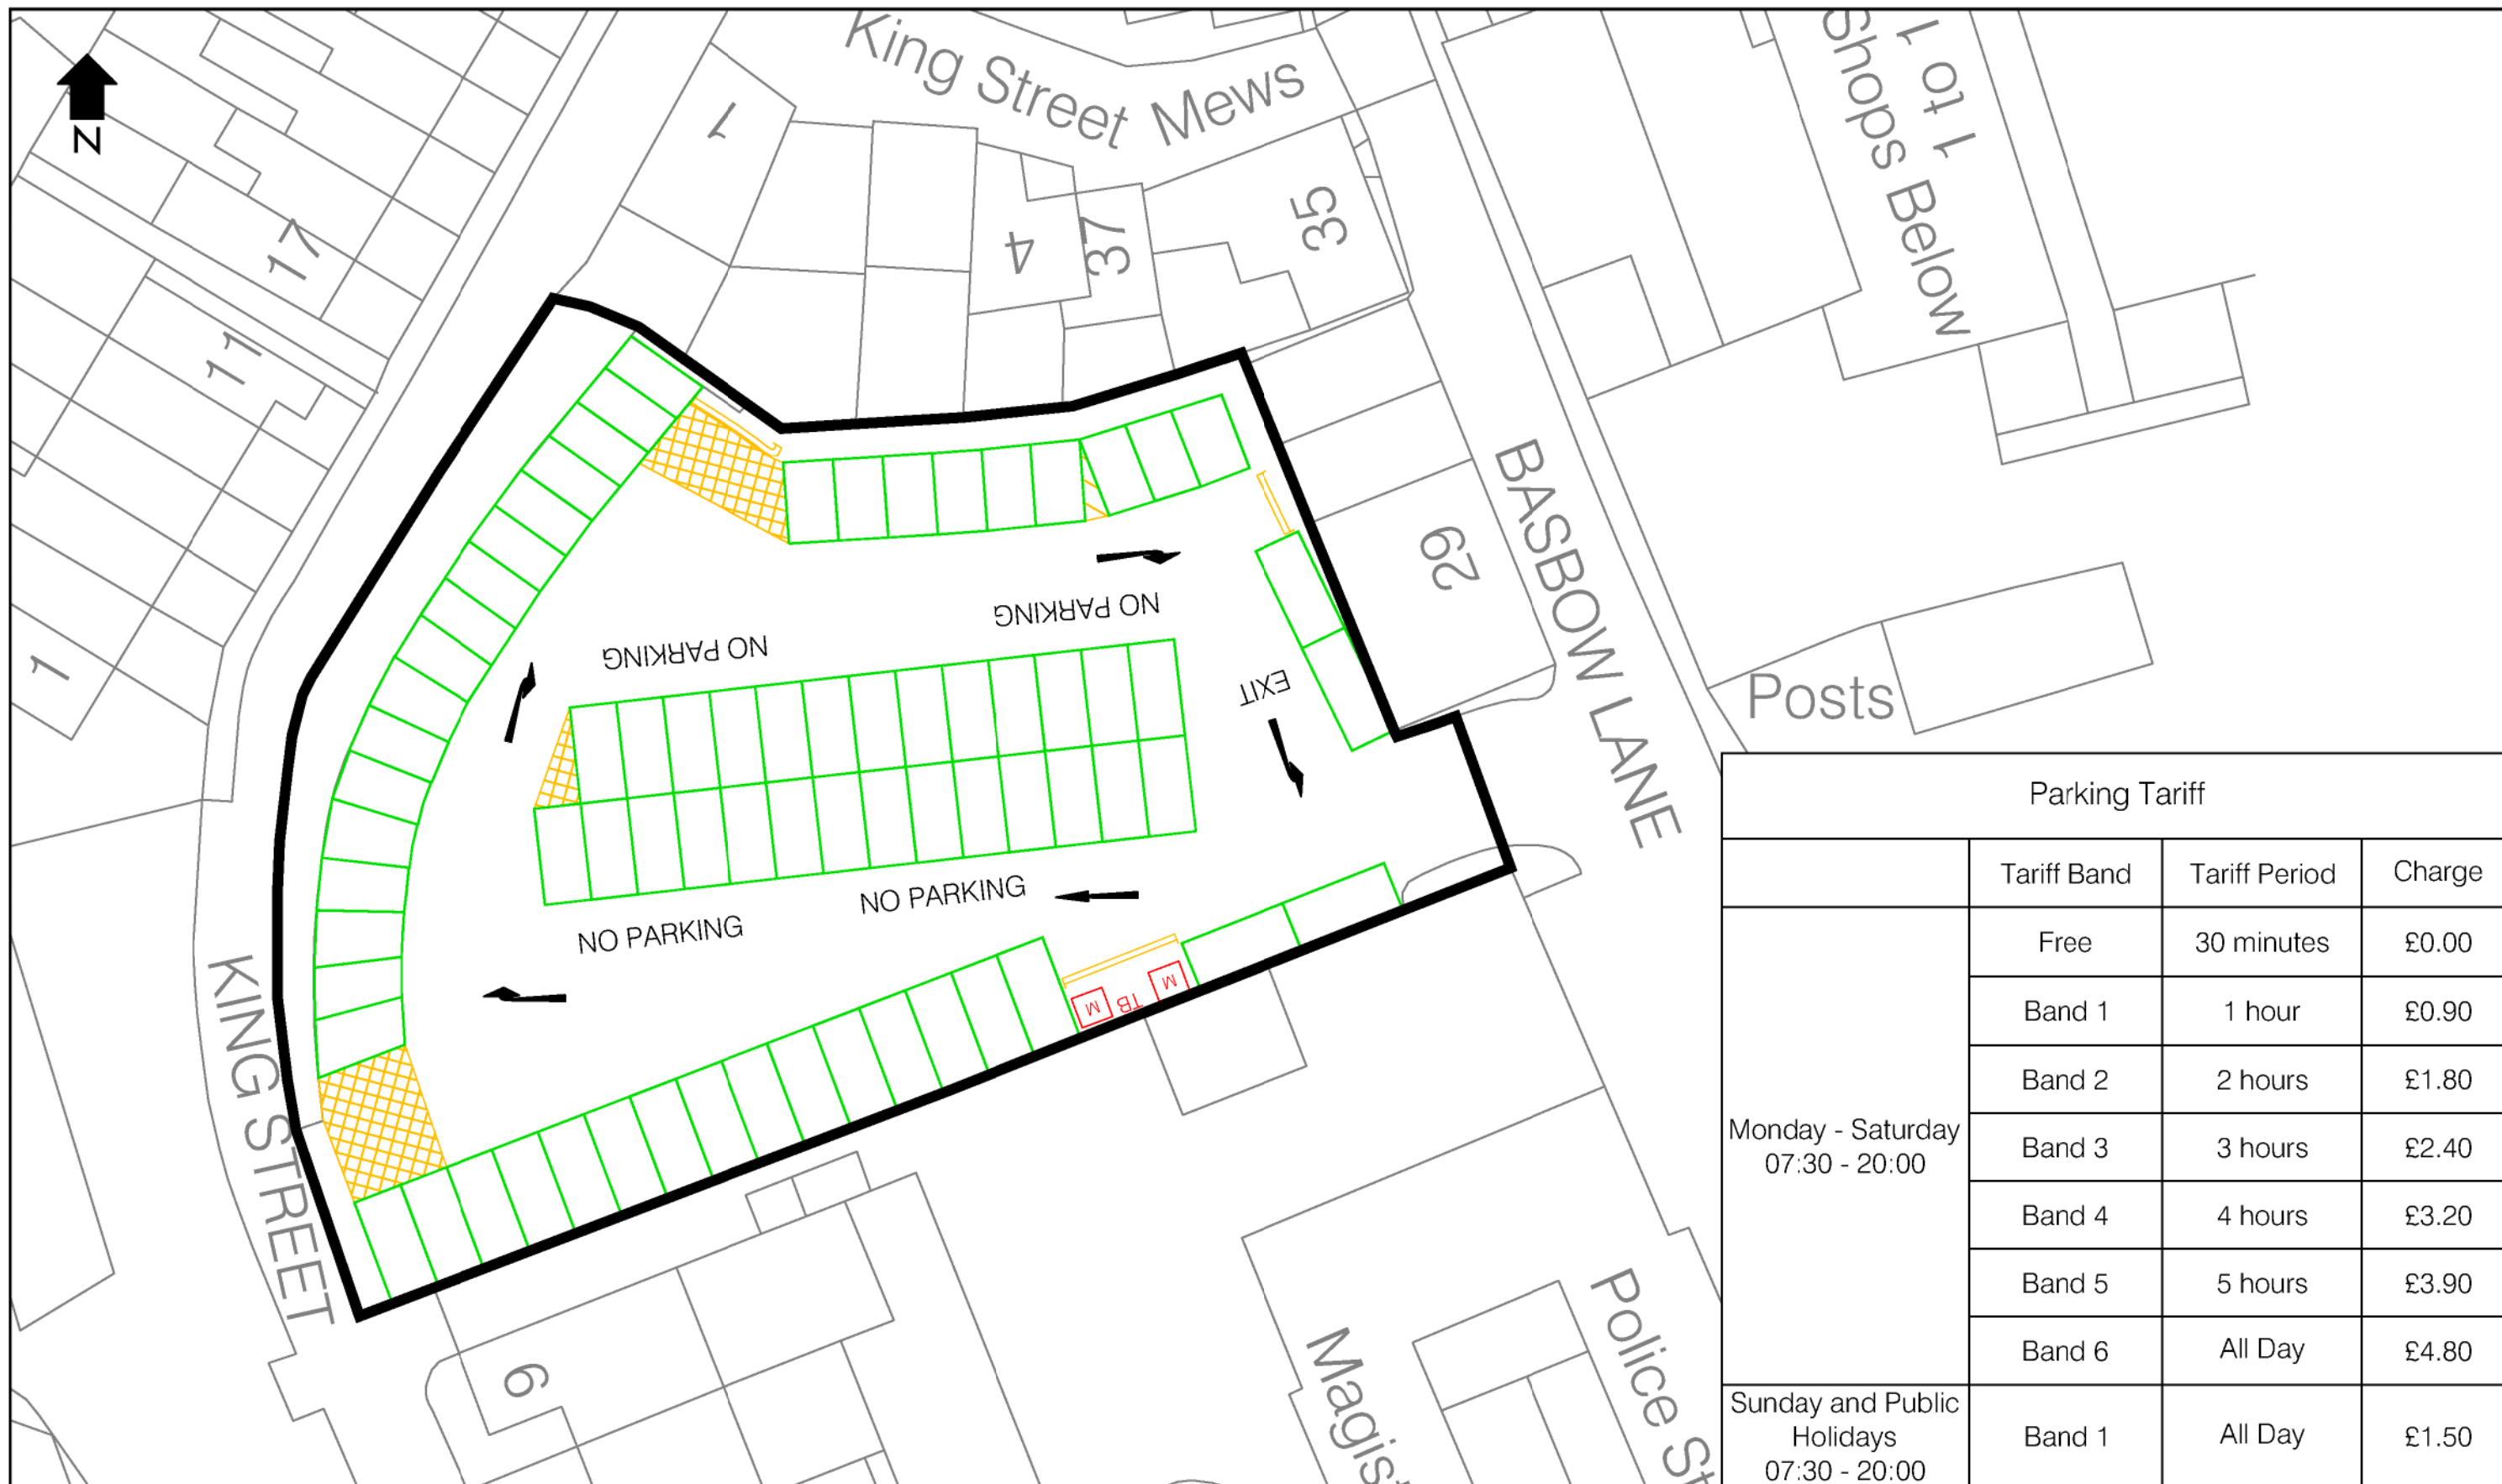 King Street Mews
1 to 11
Shops Below
N
1
17
4
37
35
11
29
BASBOW LANE
NO PARKING
NO PARKING
1
EXIT
Posts
NO PARKING
NO PARKING
M
TB
M
KING STREET
9
Police St
Magist
Parking Tariff
Tariff Band Tariff Period Charge
Monday - Saturday
07:30 - 20:00
Free 30 minutes £0.00
Band 1 1 hour £0.90
Band 2 2 hours £1.80
Band 3 3 hours £2.40
Band 4 4 hours £3.20
Band 5 5 hours £3.90
Band 6 All Day £4.80
Sunday and Public
Holidays
07:30 - 20:00
Band 1 All Day £1.50